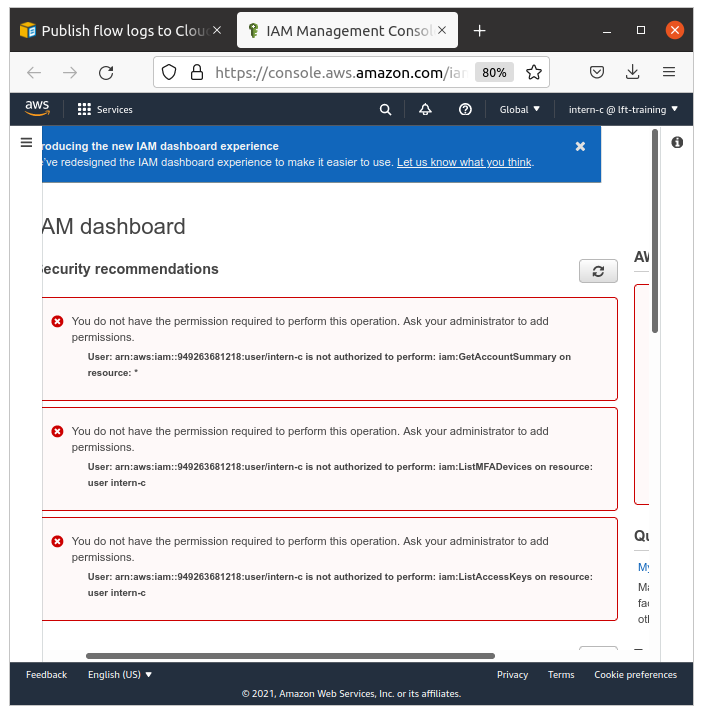 Publish flow logs to Clou
IAM Management Consol
https://console.aws.amazon.com/iam
80%
aws
Services
Global
intern-c @ lft-training
roducing the new IAM dashboard experience
've redesigned the IAM dashboard experience to make it easier to use. Let us know what you think.
AM dashboard
ecurity recommendations
AW
You do not have the permission required to perform this operation. Ask your administrator to add
permissions.
User: arn:aws:iam::949263681218:user/intern-c is not authorized to perform: iam:GetAccountSummary on
resource: *
You do not have the permission required to perform this operation. Ask your administrator to add
permissions.
User: arn:aws:iam::949263681218:user/intern-c is not authorized to perform: iam:ListMFADevices on resource:
user intern-c
You do not have the permission required to perform this operation. Ask your administrator to add
permissions.
User: arn:aws:iam::949263681218:user/intern-c is not authorized to perform: iam:ListAccessKeys on resource:
user intern-c
Qu
My
Ma
fac
oth
Feedback
English (US)
Privacy
Terms
Cookie preferences
© 2021, Amazon Web Services, Inc. or its affiliates.